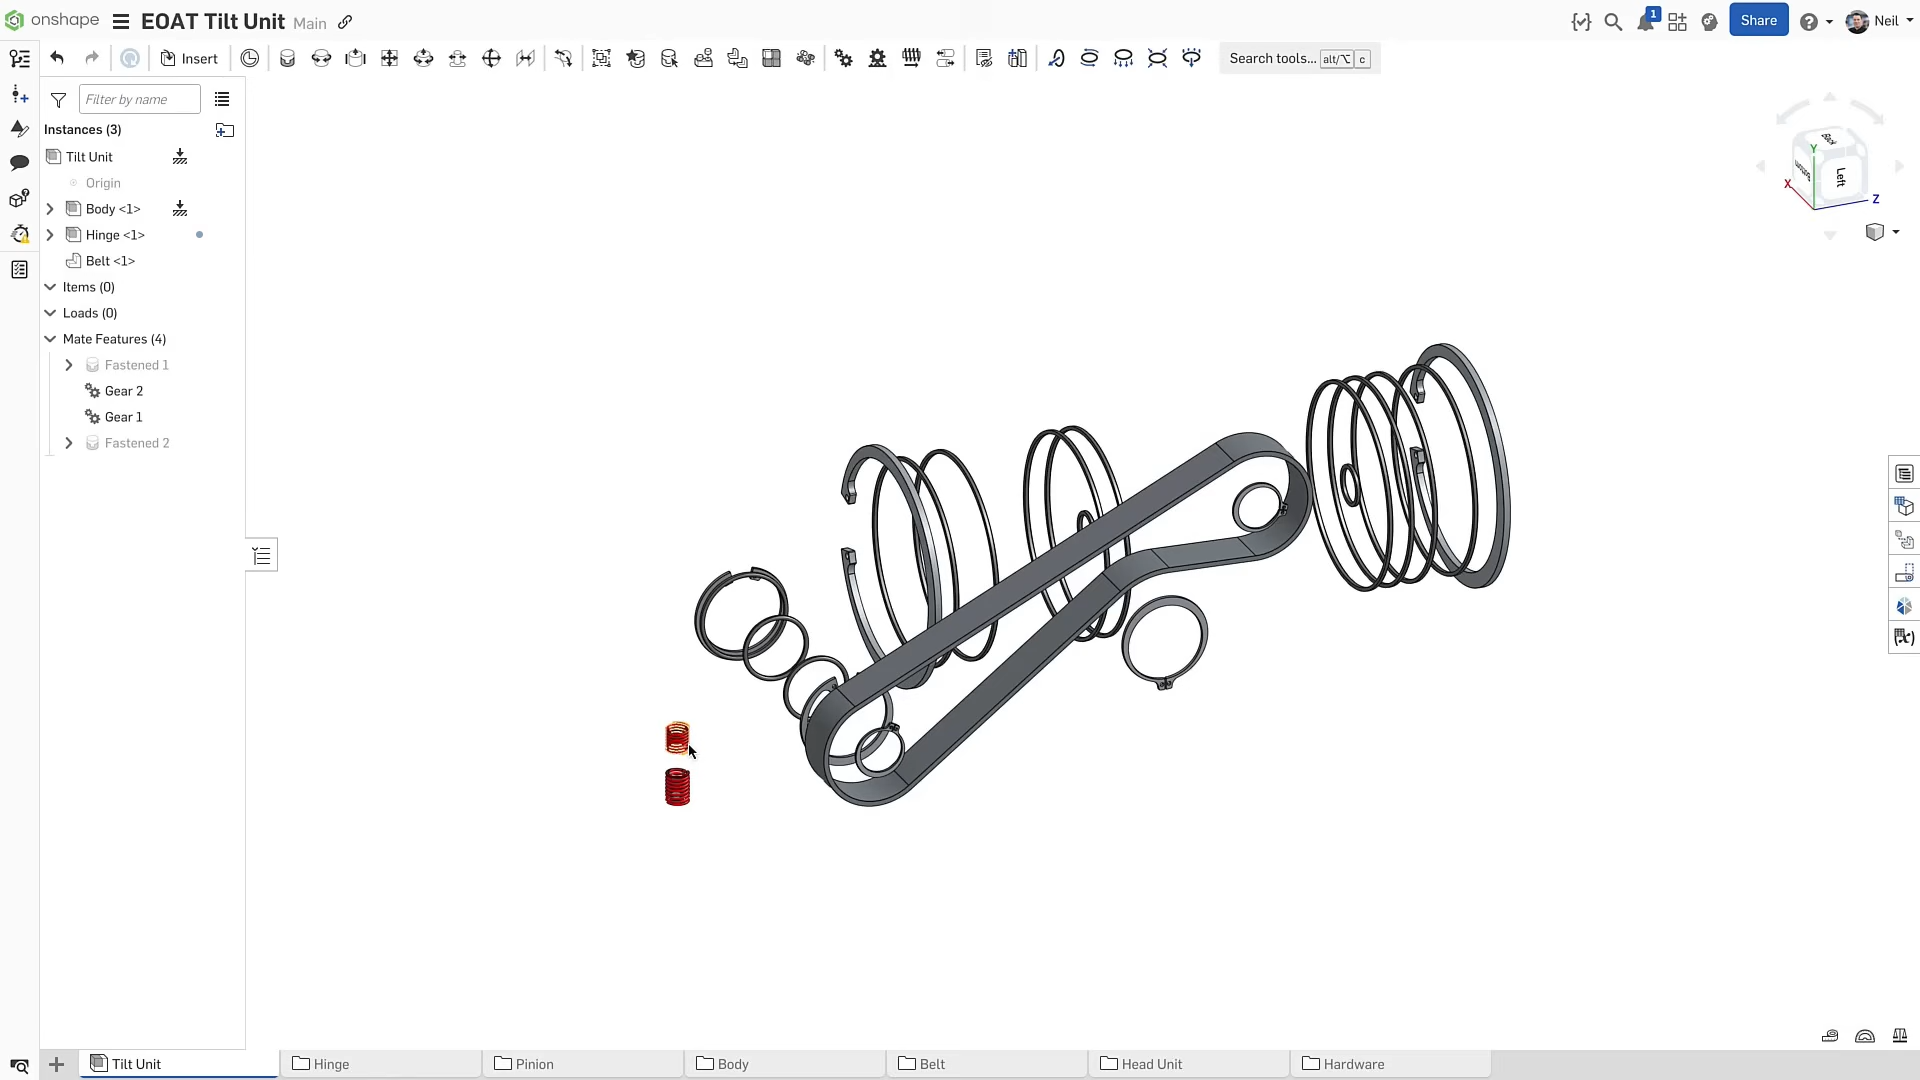 onshape
EOAT Tilt Unit Main
1
Share
Neil
Insert
Search tools... alt/⌥ c
Filter by name
Instances (3)
Tilt Unit
Origin
Body <1>
Hinge <1>
Belt <1>
Items (0)
Loads (0)
Mate Features (4)
Fastened 1
Gear 2
Gear 1
Fastened 2
Back
Y
Left
X
Z
Tilt Unit
Hinge
Pinion
Body
Belt
Head Unit
Hardware